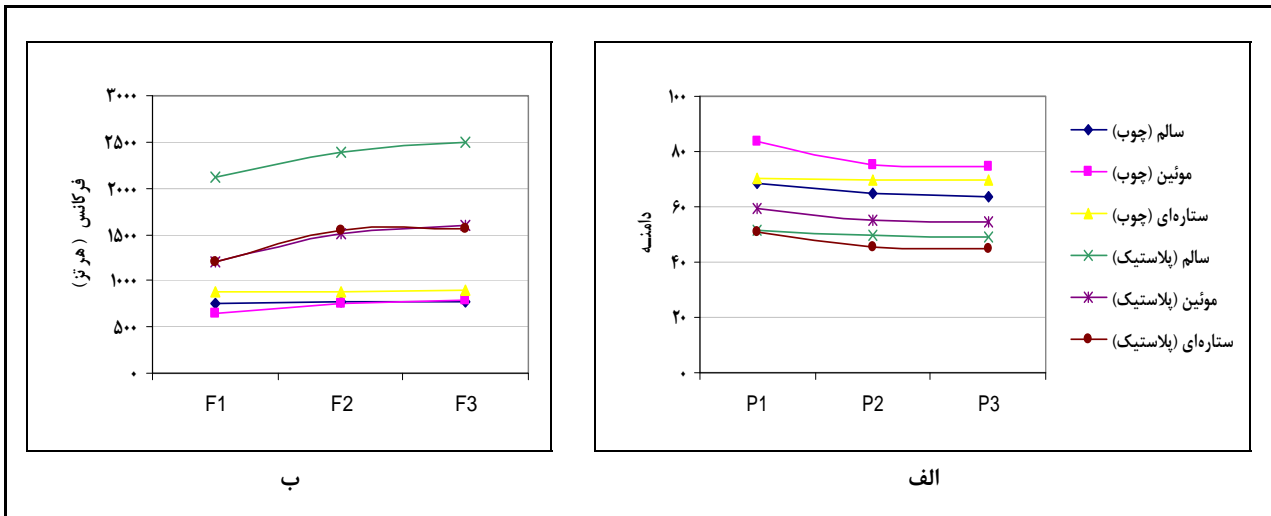 ۳۰۰۰
۲۵۰۰
۲۰۰۰
۱۵۰۰
۱۰۰۰
۵۰۰
۰
فرکانس ( هرتز)
F1 F2 F3
ب
۱۰۰
۸۰
۶۰
۴۰
۲۰
۰
دامنــه
P1 P2 P3
سالم (چوب)
موئین (چوب)
ستاره‌ای (چوب)
سالم (پلاستیک)
موئین (پلاستیک)
ستاره‌ای (پلاستیک)
الف